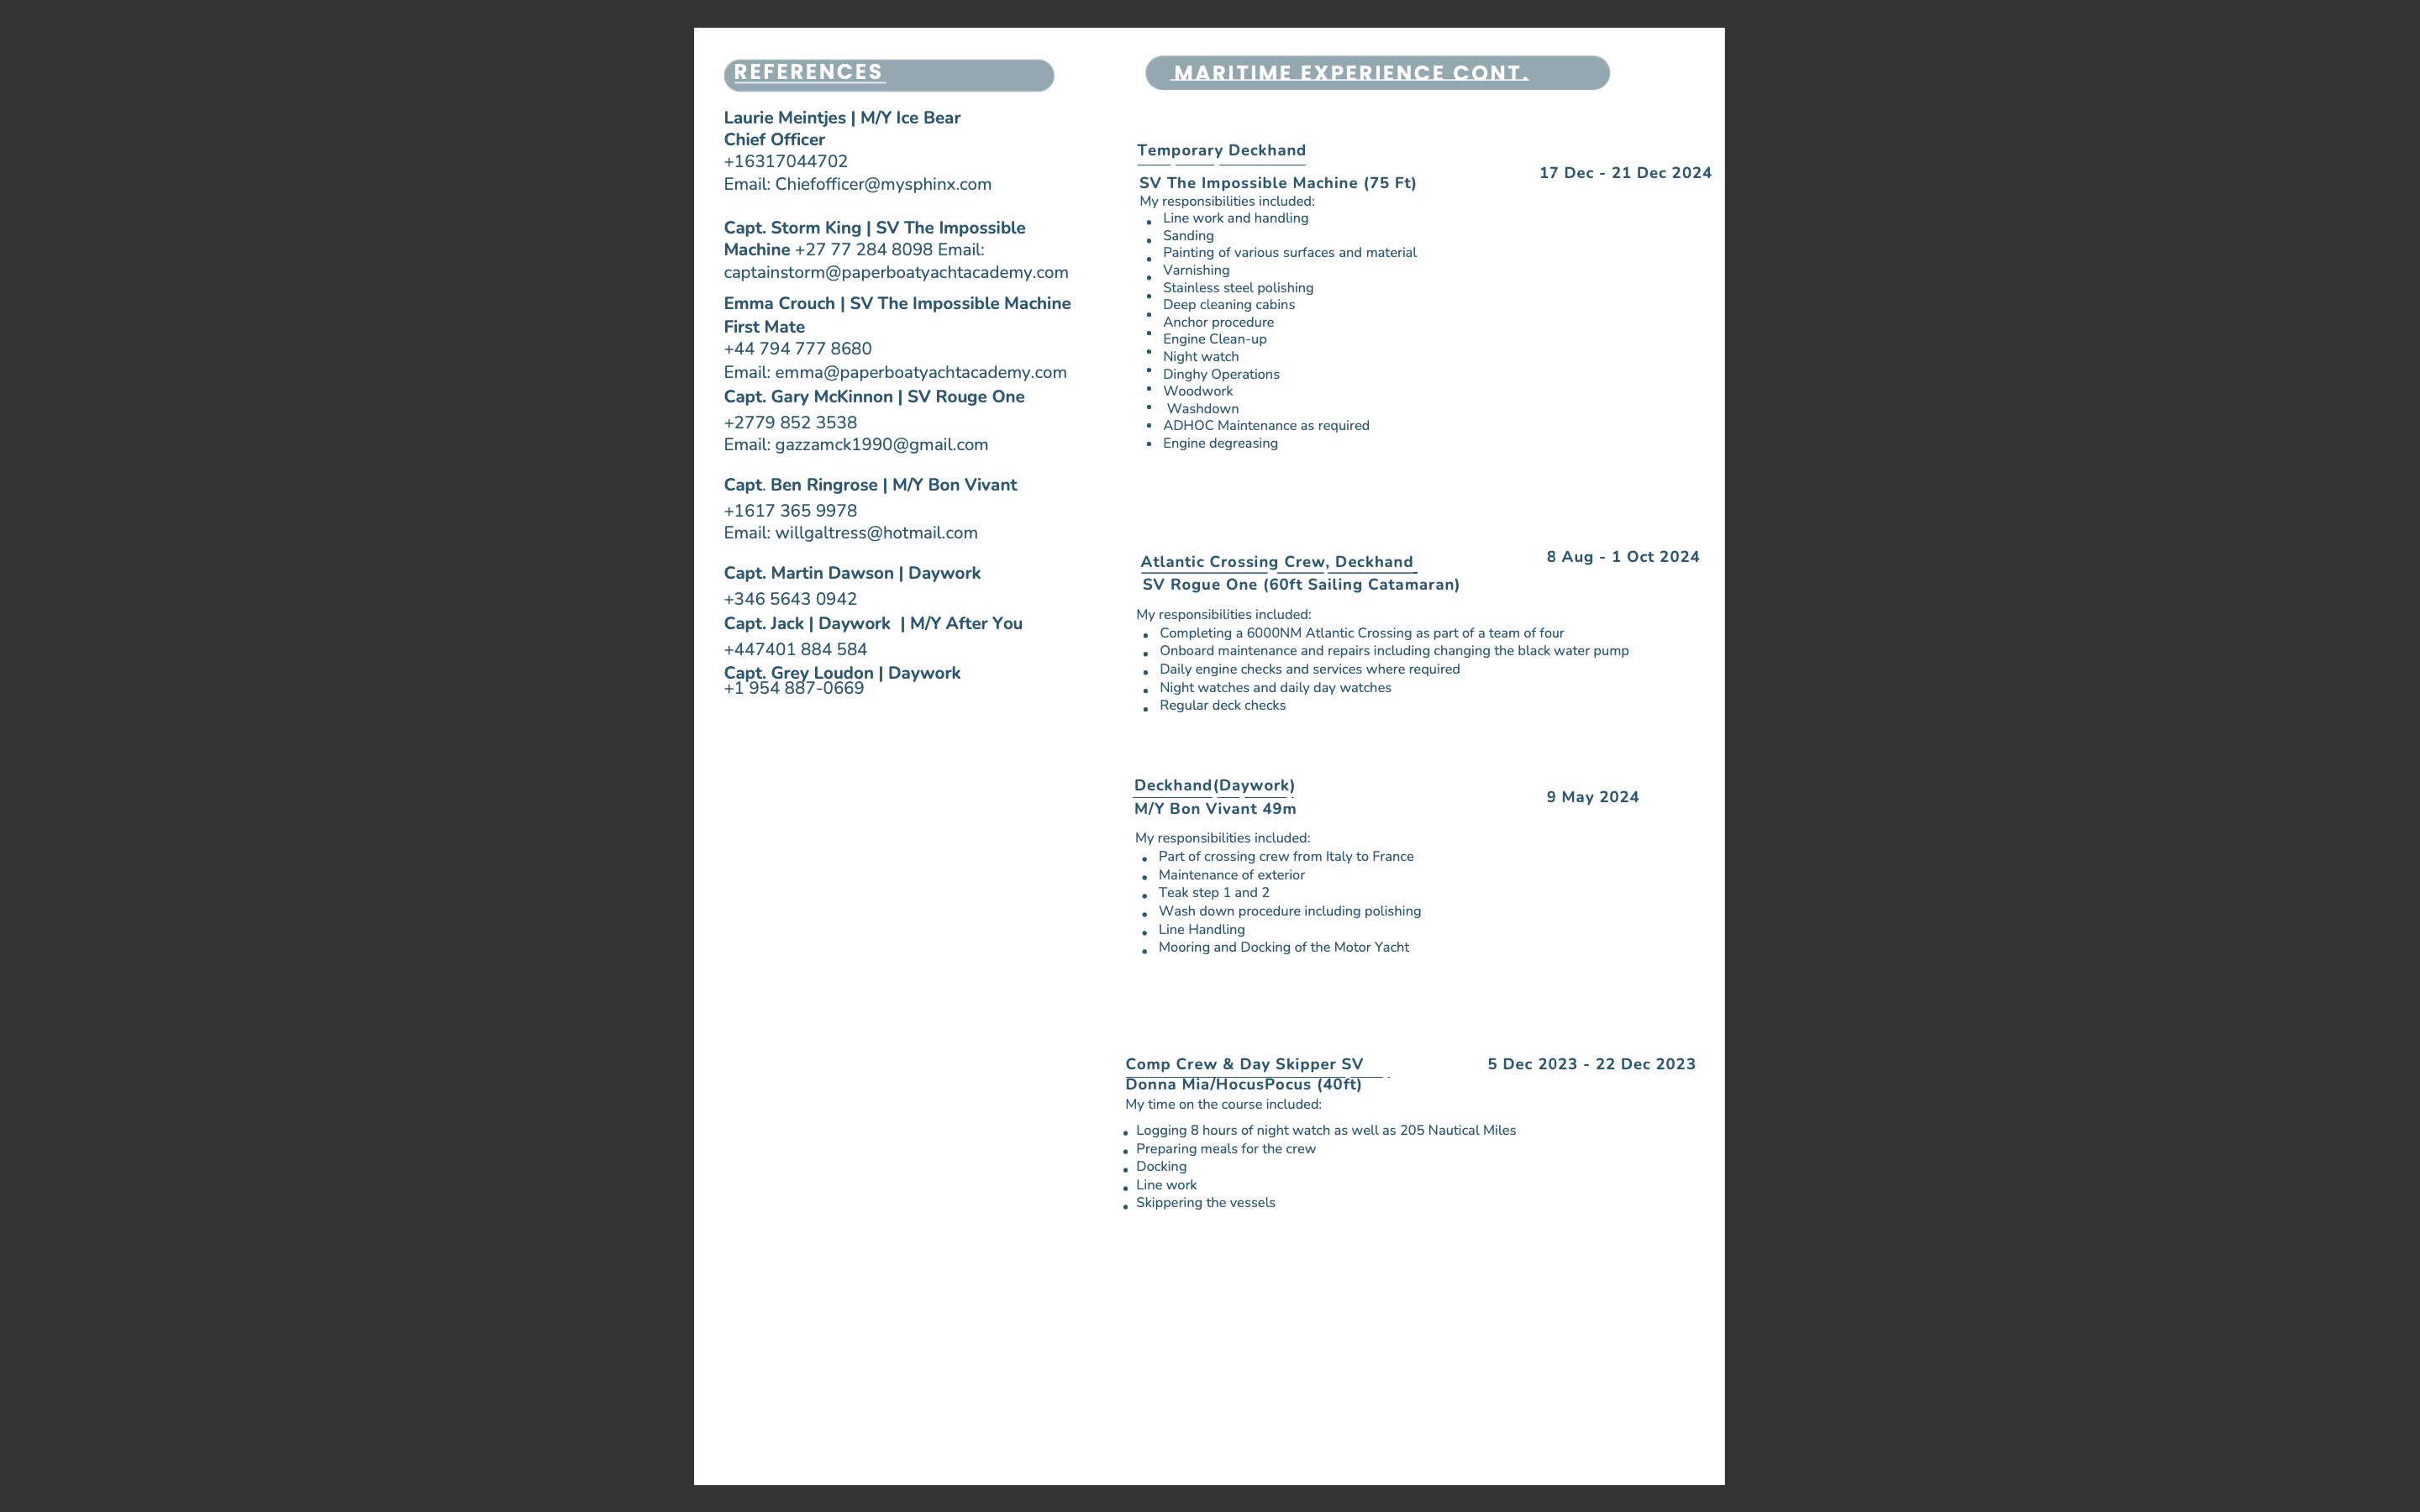 REFERENCES
Laurie Meintjes | M/Y Ice Bear
Chief Officer
+16317044702
Email: Chiefofficer@mysphinx.com
Capt. Storm King | SV The Impossible
Machine +27 77 284 8098 Email:
captainstorm@paperboatyachtacademy.com
Emma Crouch | SV The Impossible Machine
First Mate
+44 794 777 8680
Email: emma@paperboatyachtacademy.com
Capt. Gary McKinnon | SV Rouge One
+2779 852 3538
Email: gazzamck1990@gmail.com
Capt. Ben Ringrose | M/Y Bon Vivant
+1617 365 9978
Email: willgaltress@hotmail.com
Capt. Martin Dawson | Daywork
+346 5643 0942
Capt. Jack | Daywork | M/Y After You
+447401 884 584
Capt. Grey Loudon | Daywork
+1 954 887-0669
MARITIME EXPERIENCE CONT.
Temporary Deckhand
17 Dec - 21 Dec 2024
SV The Impossible Machine (75 Ft)
My responsibilities included:
• Line work and handling
• Sanding
• Painting of various surfaces and material
• Varnishing
• Stainless steel polishing
• Deep cleaning cabins
• Anchor procedure
• Engine Clean-up
• Night watch
• Dinghy Operations
• Woodwork
• Washdown
• ADHOC Maintenance as required
• Engine degreasing
Atlantic Crossing Crew, Deckhand
8 Aug - 1 Oct 2024
SV Rogue One (60ft Sailing Catamaran)
My responsibilities included:
• Completing a 6000NM Atlantic Crossing as part of a team of four
• Onboard maintenance and repairs including changing the black water pump
• Daily engine checks and services where required
• Night watches and daily day watches
• Regular deck checks
Deckhand(Daywork)
9 May 2024
M/Y Bon Vivant 49m
My responsibilities included:
• Part of crossing crew from Italy to France
• Maintenance of exterior
• Teak step 1 and 2
• Wash down procedure including polishing
• Line Handling
• Mooring and Docking of the Motor Yacht
Comp Crew & Day Skipper SV
5 Dec 2023 - 22 Dec 2023
Donna Mia/HocusPocus (40ft)
My time on the course included:
• Logging 8 hours of night watch as well as 205 Nautical Miles
• Preparing meals for the crew
• Docking
• Line work
• Skippering the vessels